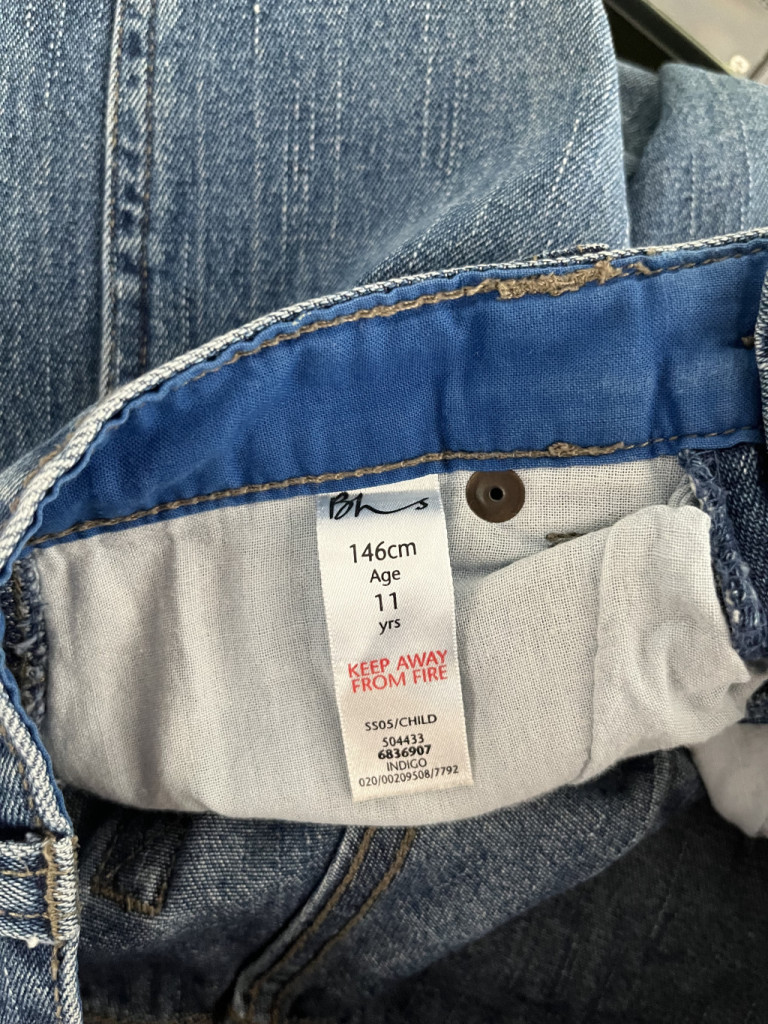 Bhs
146cm
Age
11
yrs
KEEP AWAY
FROM FIRE
SS05/CHILD
504433
6836907
INDIGO
020/00209508/7792